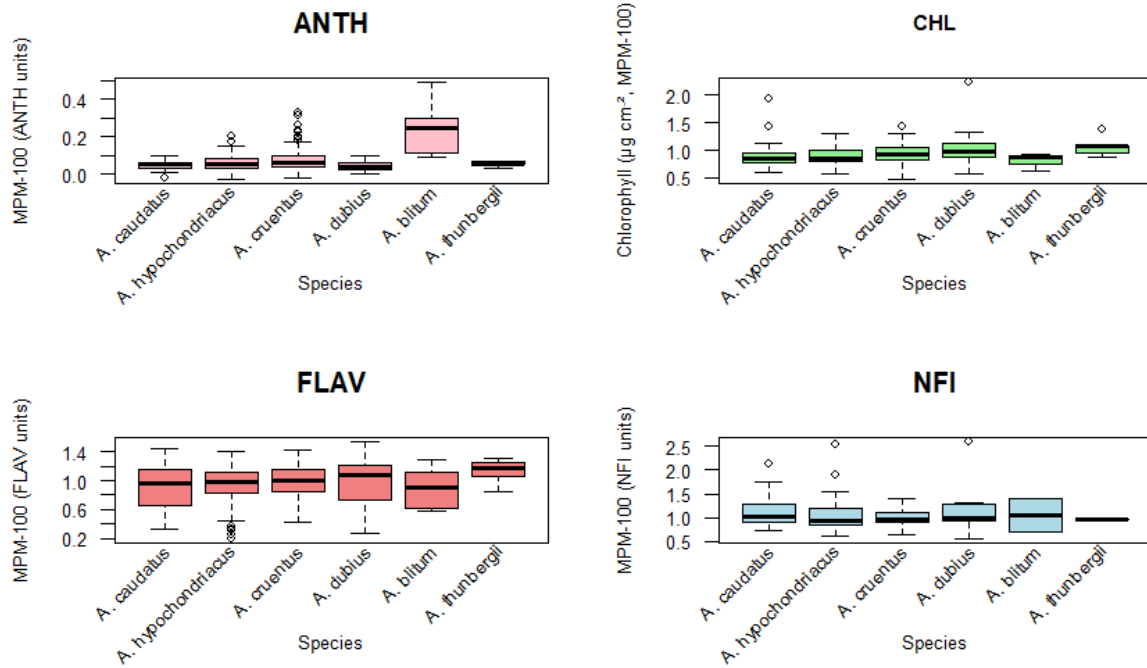 ANTH
MPM-100 (ANTH units)
0.4
0.2
0.0
A. caudatus
A. hypochondriacus
A. cruentus
A. dubius
A. blitum
A. thunbergii
Species
CHL
Chlorophyll (µg cm⁻², MPM-100)
2.0
1.5
1.0
0.5
A. caudatus
A. hypochondriacus
A. cruentus
A. dubius
A. blitum
A. thunbergii
Species
FLAV
MPM-100 (FLAV units)
1.4
1.0
0.6
0.2
A. caudatus
A. hypochondriacus
A. cruentus
A. dubius
A. blitum
A. thunbergii
Species
NFI
MPM-100 (NFI units)
2.5
2.0
1.5
1.0
0.5
A. caudatus
A. hypochondriacus
A. cruentus
A. dubius
A. blitum
A. thunbergii
Species